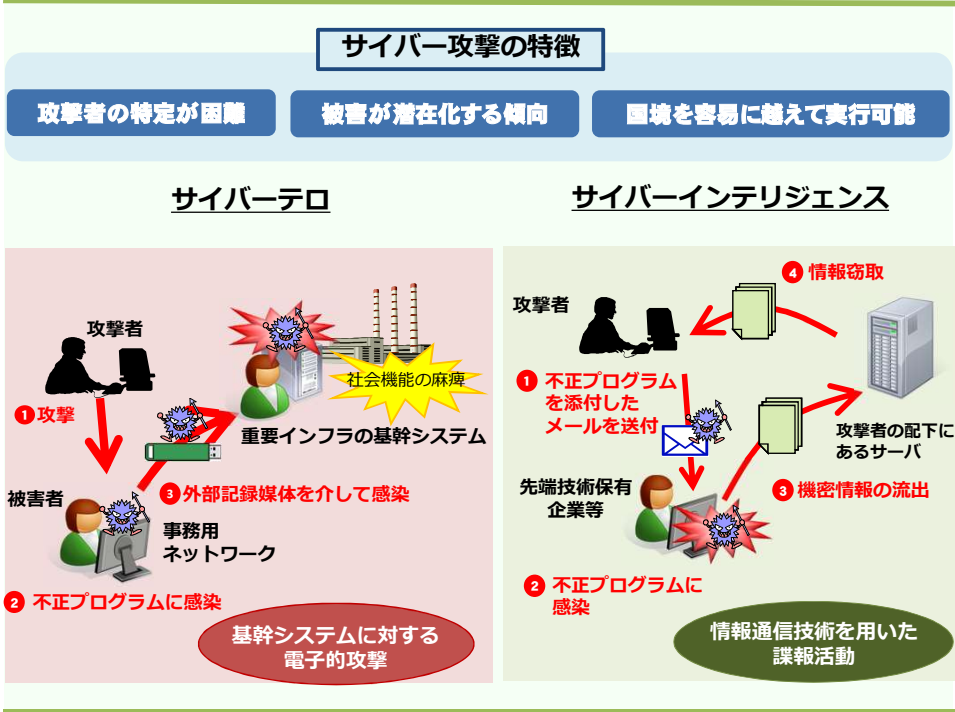 サイバー攻撃の特徴
攻撃者の特定が困難
被害が潜在化する傾向
国境を容易に越えて実行可能
サイバーテロ
攻撃者
❶攻撃
社会機能の麻痺
重要インフラの基幹システム
❸外部記録媒体を介して感染
被害者
事務用
ネットワーク
❷ 不正プログラムに感染
基幹システムに対する
電子的攻撃
サイバーインテリジェンス
❹ 情報窃取
攻撃者
❶ 不正プログラム
を添付した
メールを送付
攻撃者の配下に
あるサーバ
先端技術保有
企業等
❸ 機密情報の流出
❷ 不正プログラムに
感染
情報通信技術を用いた
諜報活動